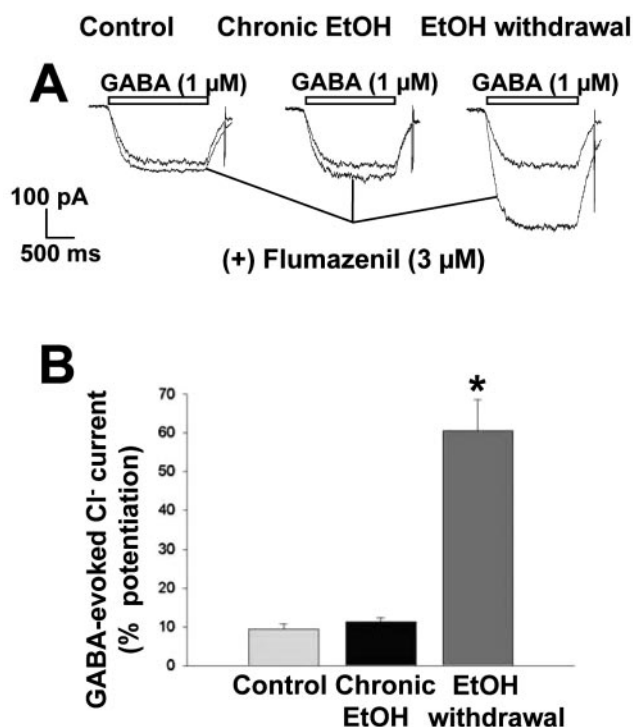 Control Chronic EtOH EtOH withdrawal
A
GABA (1 µM) GABA (1 µM) GABA (1 µM)
100 pA
500 ms
(+) Flumazenil (3 µM)
B
GABA-evoked Cl- current
(% potentiation)
70
60
50
40
30
20
10
0
*
Control
Chronic
EtOH
EtOH
withdrawal